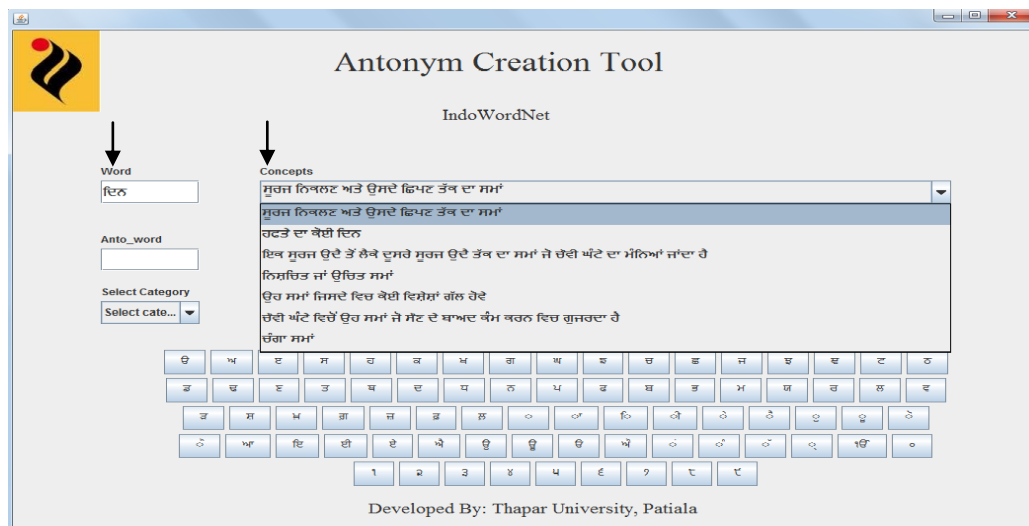 Antonym Creation Tool
IndoWordNet
Word
Concepts
ਦਿਨ
ਸੂਰਜ ਨਿਕਲਣ ਅਤੇ ਉਸਦੇ ਛਿਪਣ ਤੱਕ ਦਾ ਸਮਾਂ
ਸੂਰਜ ਨਿਕਲਣ ਅਤੇ ਉਸਦੇ ਛਿਪਣ ਤੱਕ ਦਾ ਸਮਾਂ
ਹਫਤੇ ਦਾ ਕੋਈ ਦਿਨ
Anto_word
ਇਕ ਸੂਰਜ ਉਦੈ ਤੋਂ ਲੈਕੇ ਦੂਸਰੇ ਸੂਰਜ ਉਦੈ ਤੱਕ ਦਾ ਸਮਾਂ ਜੋ ਚੋਵੀ ਘੰਟੇ ਦਾ ਮੰਨਿਆਂ ਜਾਂਦਾ ਹੈ
ਨਿਸ਼ਚਿਤ ਜਾਂ ਉਚਿਤ ਸਮਾਂ
Select Category
ਉਹ ਸਮਾਂ ਜਿਸਦੇ ਵਿਚ ਕੋਈ ਵਿਸ਼ੇਸ਼ਾਂ ਗੱਲ ਹੋਵੇ
Select cate...
ਚੋਵੀ ਘੰਟੇ ਵਿਚੋਂ ਉਹ ਸਮਾਂ ਜੋ ਸੌਣ ਦੇ ਬਾਅਦ ਕੰਮ ਕਰਨ ਵਿਚ ਗੁਜਰਦਾ ਹੈ
ਚੰਗਾ ਸਮਾਂ
ੳ ਅ ੲ ਸ ਹ ਕ ਖ ਗ ਘ ਙ ਚ ਛ ਜ ਝ ਞ ਟ ਠ
ਡ ਢ ਣ ਤ ਥ ਦ ਧ ਨ ਪ ਫ ਬ ਭ ਮ ਯ ਰ ਲ ਵ
ੜ ਸ਼ ਖ਼ ਗ਼ ਜ਼ ਫ਼ ਲ਼ ਾ ਿ ੀ ੇ ੈ ੁ ੂ ੋ
ੌ ਆ ਇ ਈ ਏ ਐ ਉ ਊ ਓ ਔ ੰ ਂ ੱ ੍ ੴ ੦
੧ ੨ ੩ ੪ ੫ ੬ ੭ ੮ ੯
Developed By: Thapar University, Patiala